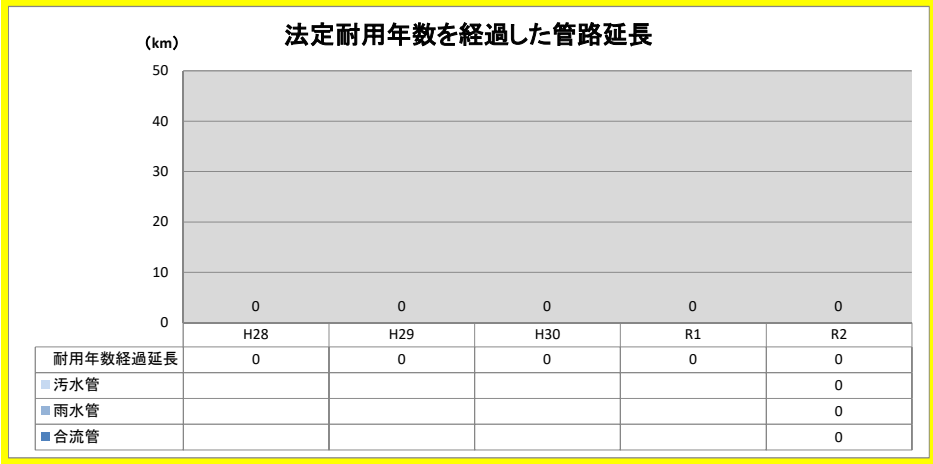 法定耐用年数を経過した管路延長
（km）
50
40
30
20
10
0
0 0 0 0 0
H28 H29 H30 R1 R2
耐用年数経過延長 0 0 0 0 0
汚水管 0
雨水管 0
合流管 0